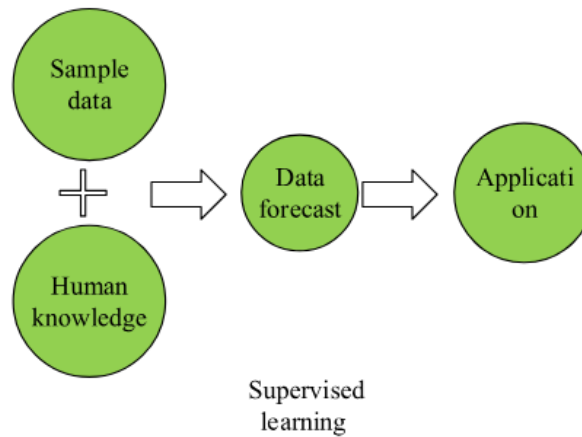 Sample
data
Human
knowledge
Data
forecast
Applicati
on
Supervised
learning